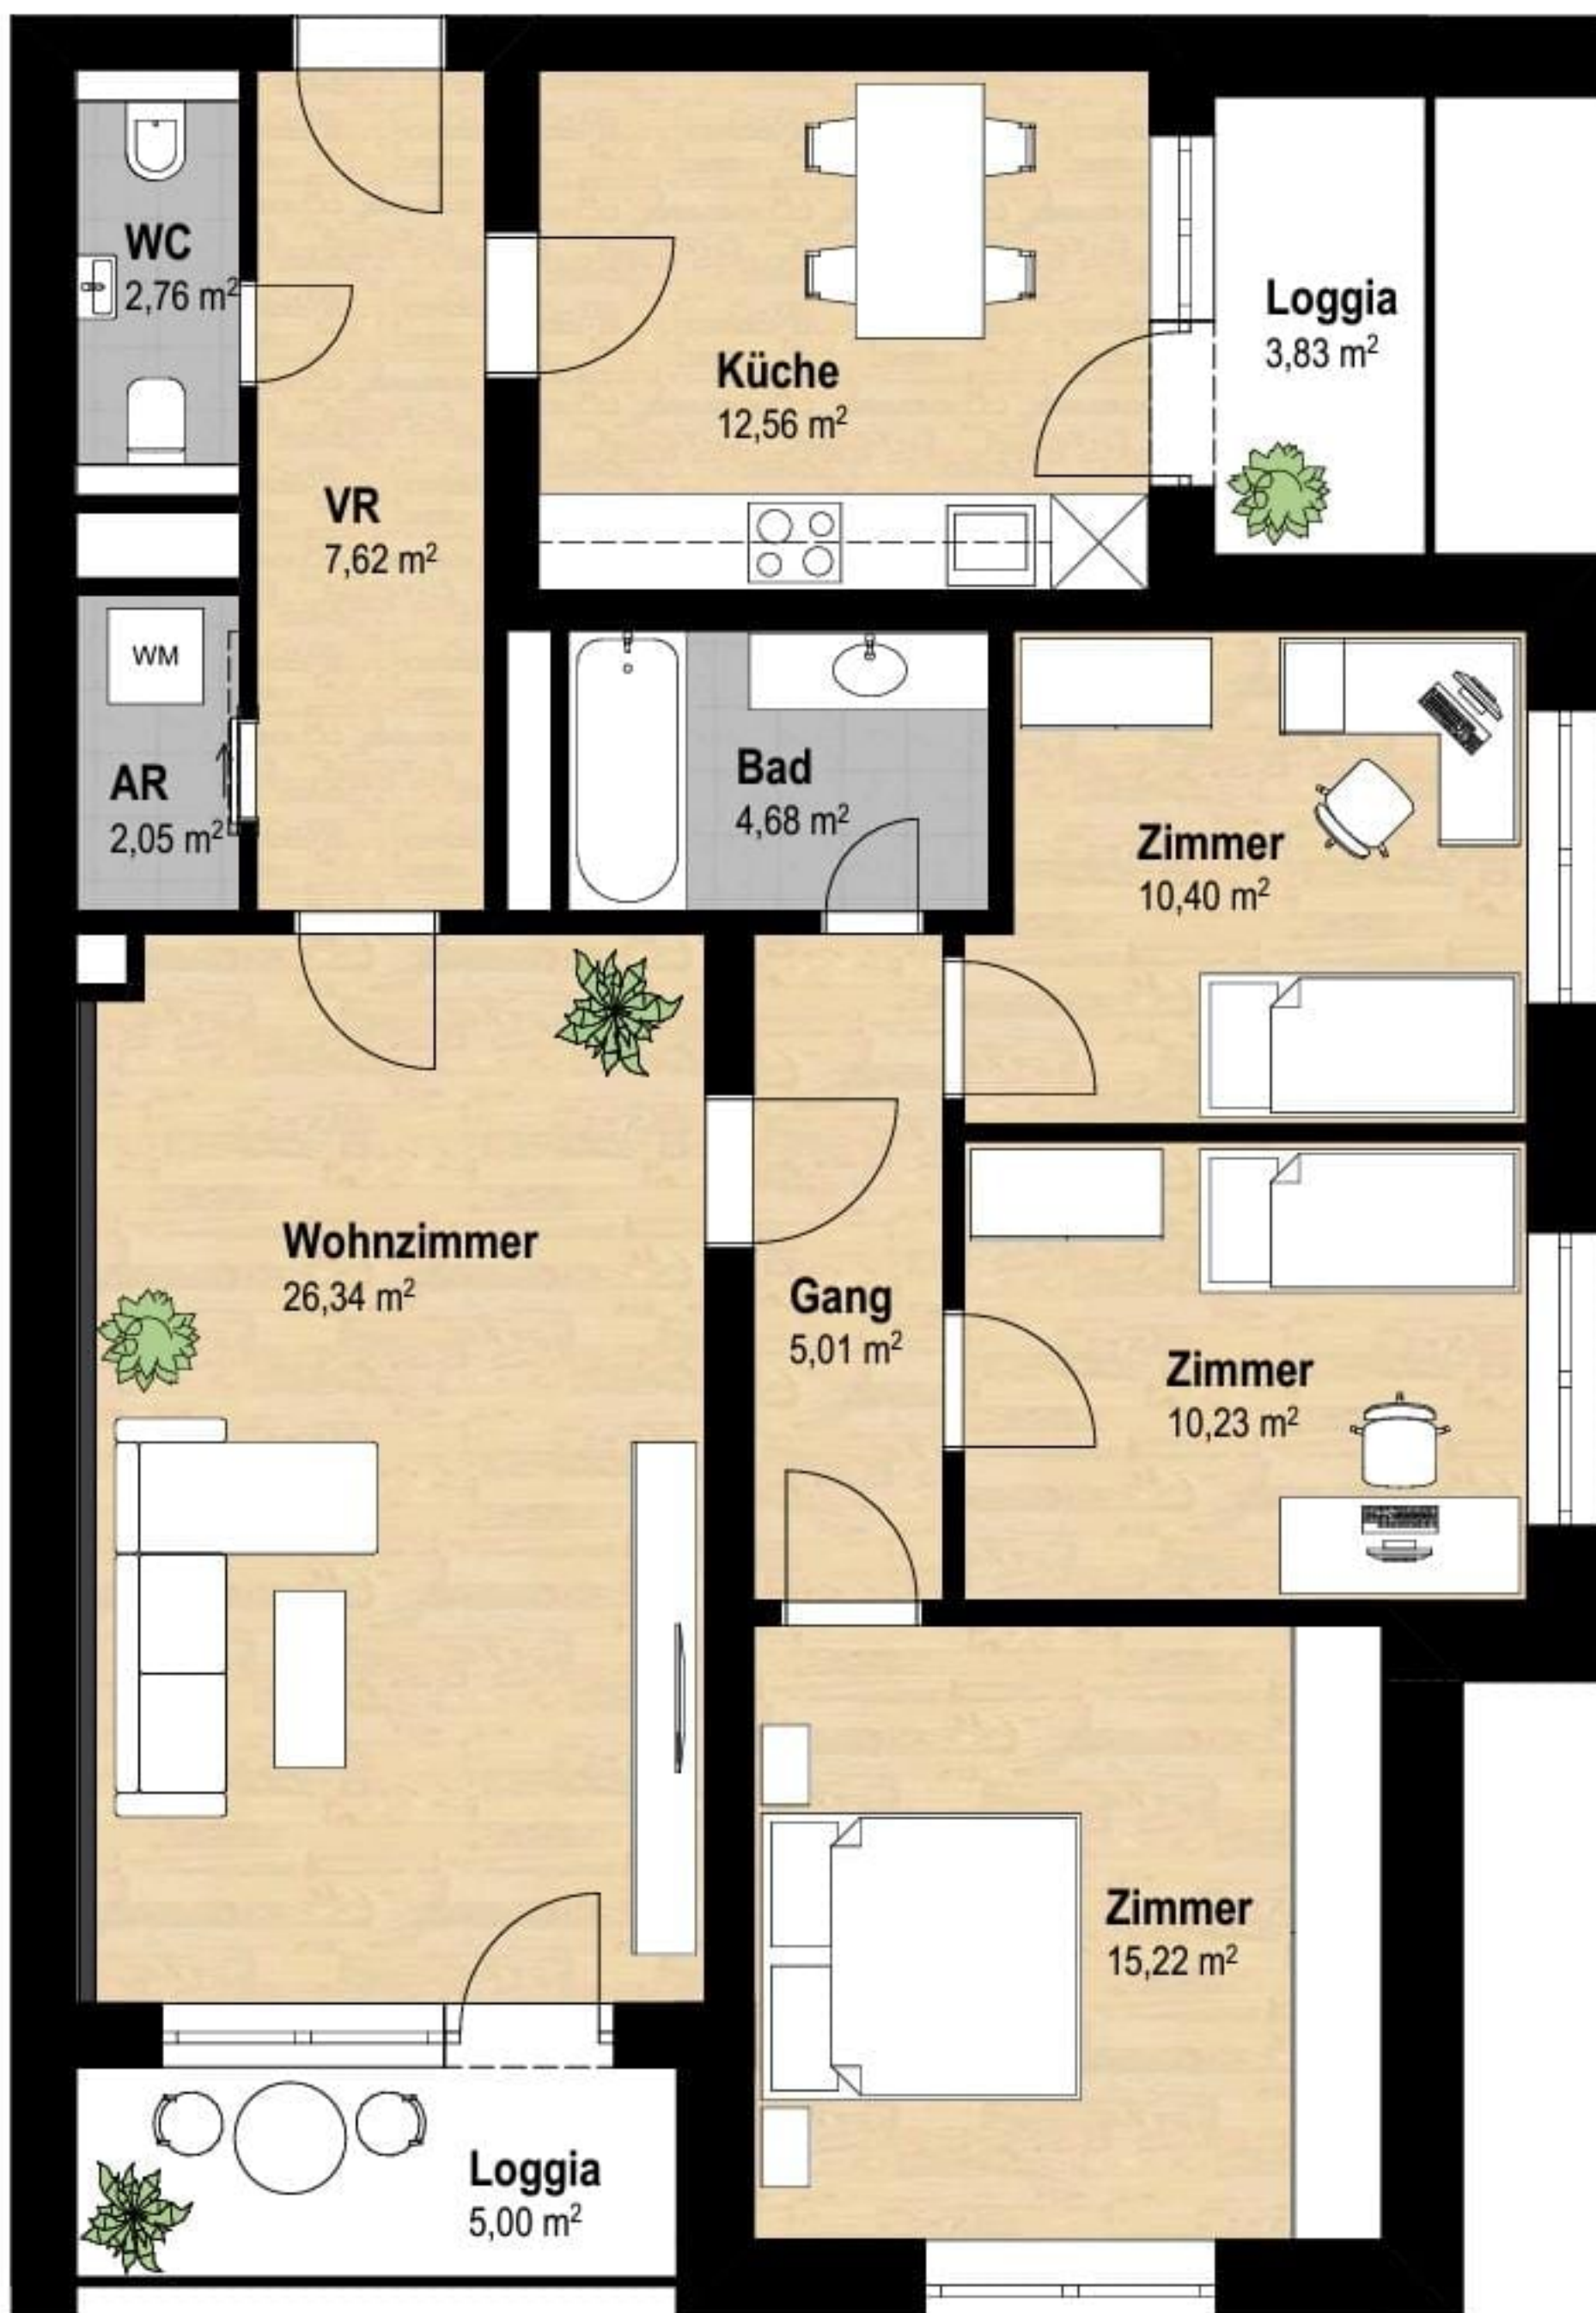 WC
2,76 m²
Küche
12,56 m²
Loggia
3,83 m²
VR
7,62 m²
WM
AR
2,05 m²
Bad
4,68 m²
Zimmer
10,40 m²
Wohnzimmer
26,34 m²
Gang
5,01 m²
Zimmer
10,23 m²
Zimmer
15,22 m²
Loggia
5,00 m²